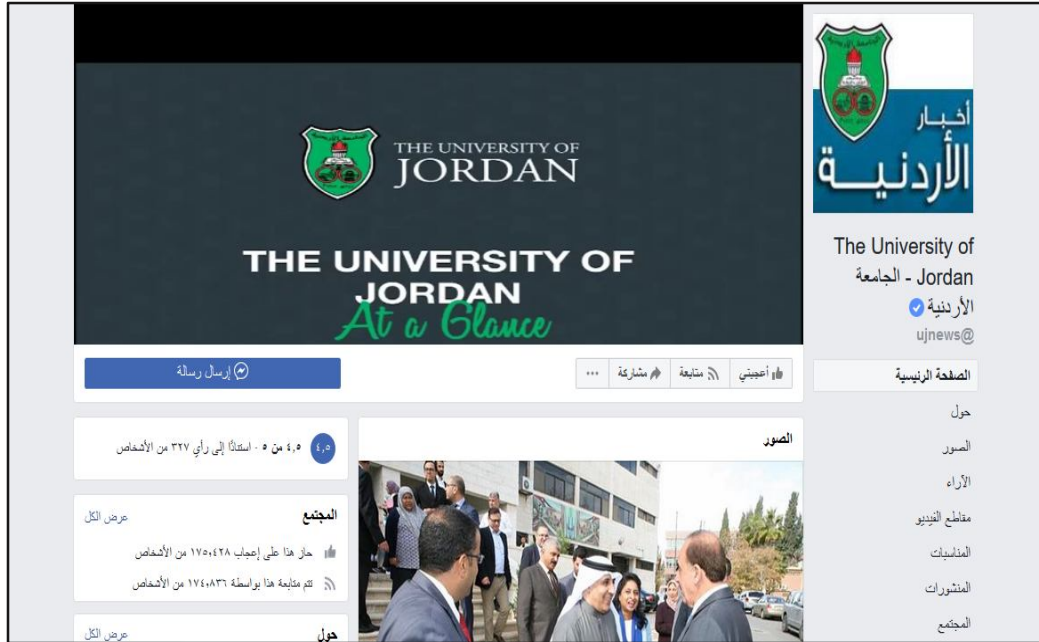 THE UNIVERSITY OF
JORDAN
THE UNIVERSITY OF
JORDAN
At a Glance
أخبار
الأردنية
The University of
Jordan - الجامعة
الأردنية
@ujnews
الصفحة الرئيسية
حول
الصور
الآراء
مقاطع الفيديو
المناسبات
المنشورات
المجتمع
أعجبني
متابعة
مشاركة
إرسال رسالة
الصور
٤,٥
٤,٥ من ٥ · استنادًا إلى رأي ٣٢٧ من الأشخاص
المجتمع
عرض الكل
حاز هذا على إعجاب ١٧٥,٤٢٨ من الأشخاص
تتم متابعة هذا بواسطة ١٧٤,٨٣٦ من الأشخاص
حول
عرض الكل